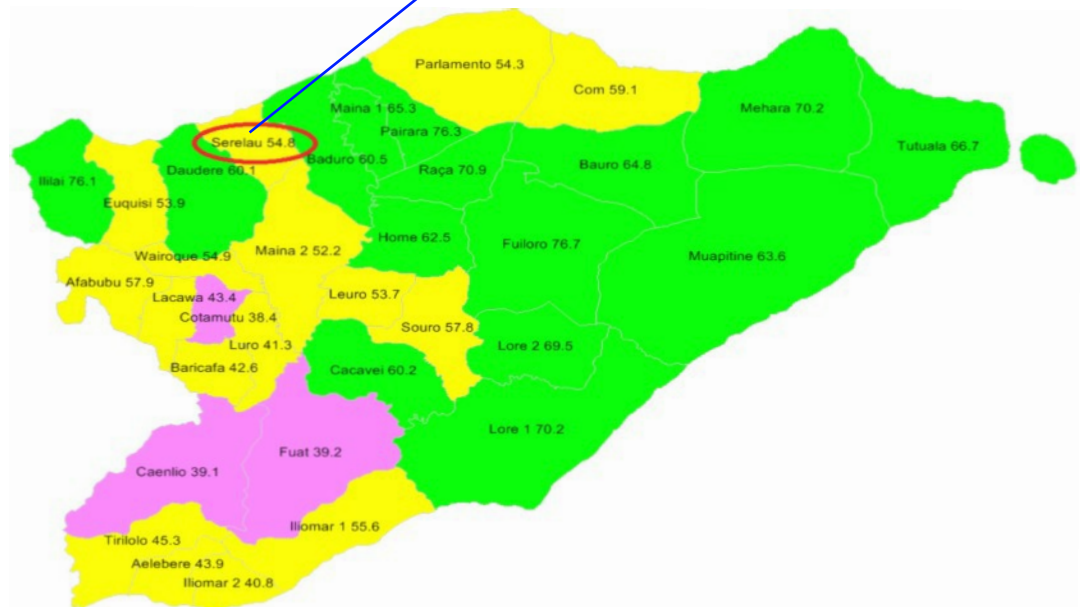 Parlamento 54.3
Com 59.1
Maina 1 65.3
Mehara 70.2
Pairara 76.3
Serelau 54.8
Tutuala 66.7
Baduro 60.5
Bauro 64.8
Daudere 60.1
Raça 70.9
Ililai 76.1
Euquisi 53.9
Home 62.5
Fuiloro 76.7
Maina 2 52.2
Wairoque 54.9
Muapitine 63.6
Afabubu 57.9
Leuro 53.7
Lacawa 43.4
Cotamutu 38.4
Souro 57.8
Luro 41.3
Lore 2 69.5
Baricafa 42.6
Cacavei 60.2
Lore 1 70.2
Fuat 39.2
Caenlio 39.1
Iliomar 1 55.6
Tirilolo 45.3
Aelebere 43.9
Iliomar 2 40.8